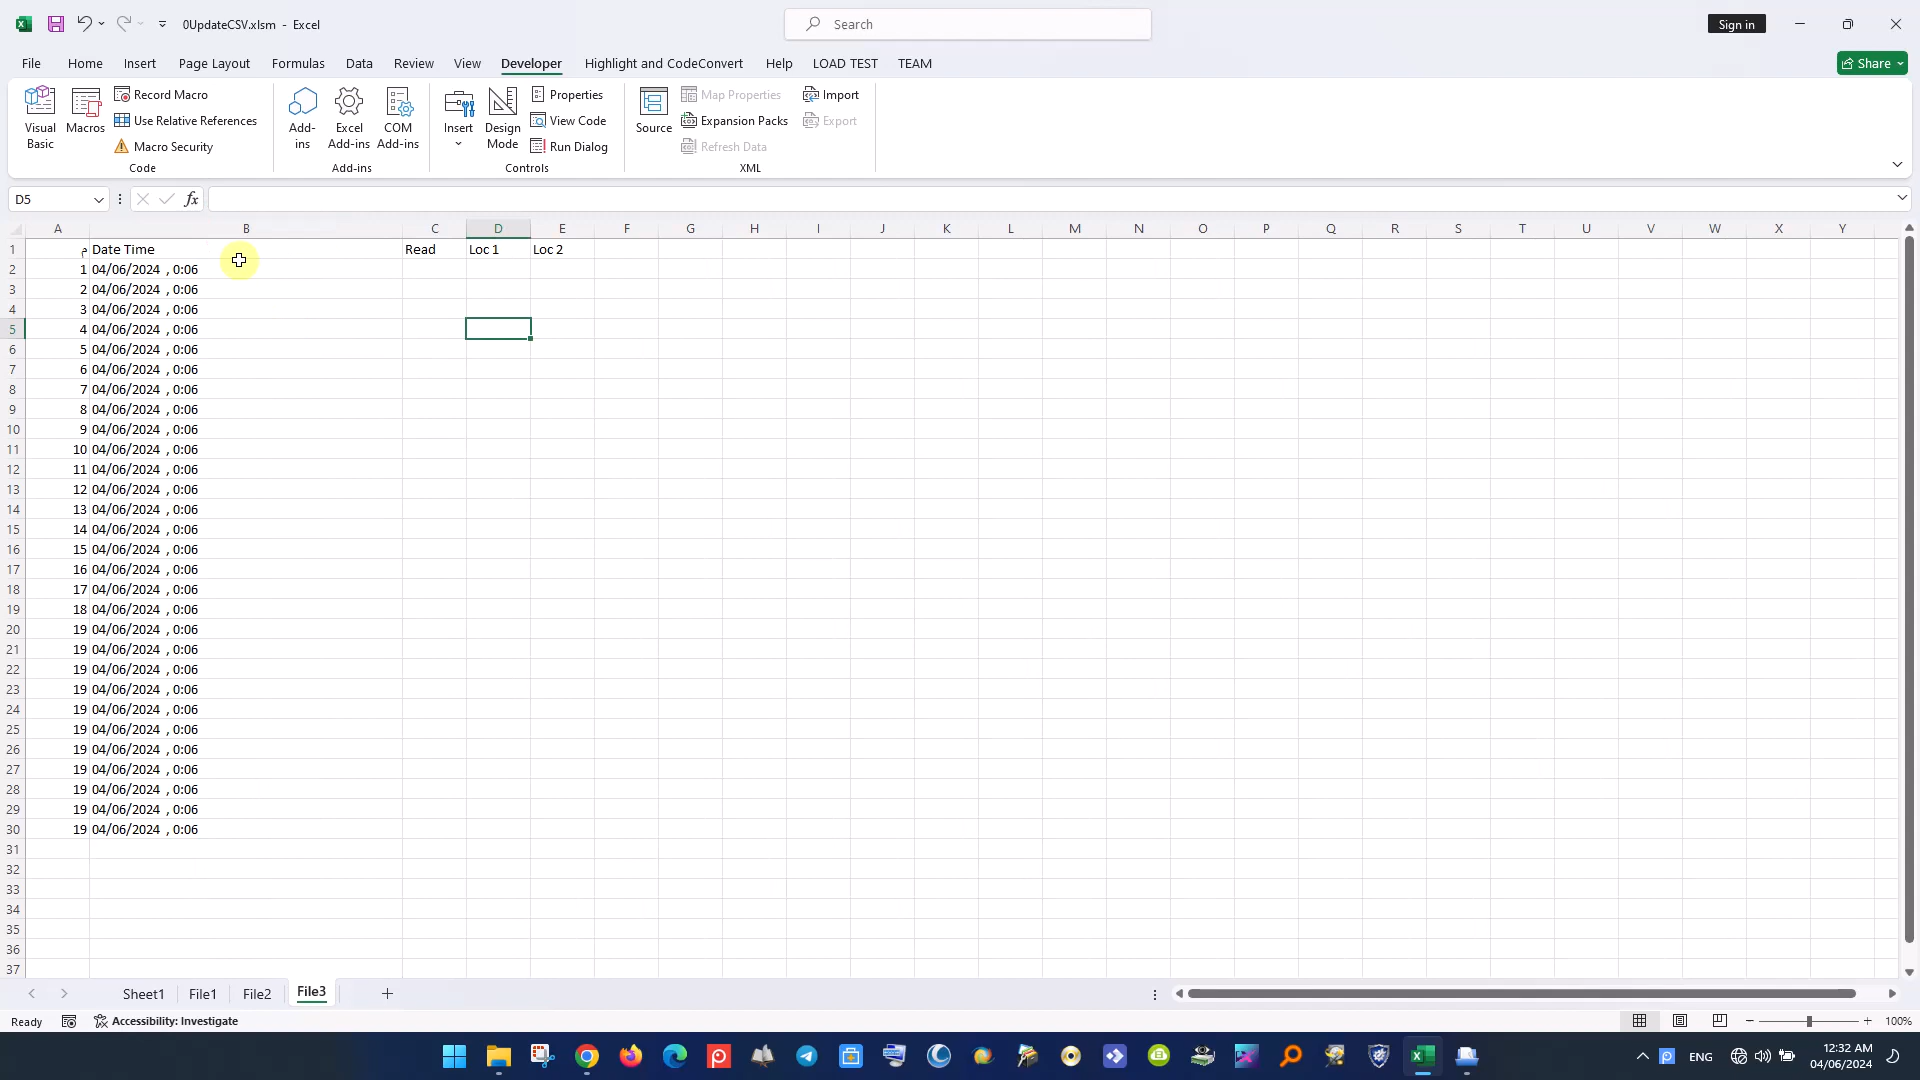 0UpdateCSV.xlsm - Excel
Search
Sign in
File Home Insert Page Layout Formulas Data Review View Developer Highlight and CodeConvert Help LOAD TEST TEAM
Share
Visual Basic
Macros
Record Macro
Use Relative References
Macro Security
Code
Add-ins
Excel Add-ins
COM Add-ins
Add-ins
Insert
Design Mode
Properties
View Code
Run Dialog
Controls
Source
Map Properties
Expansion Packs
Refresh Data
Import
Export
XML
D5
fx
A B C D E F G H I J K L M N O P Q R S T U V W X Y
1 م Date Time Read Loc 1 Loc 2
2 1 04/06/2024 , 0:06
3 2 04/06/2024 , 0:06
4 3 04/06/2024 , 0:06
5 4 04/06/2024 , 0:06
6 5 04/06/2024 , 0:06
7 6 04/06/2024 , 0:06
8 7 04/06/2024 , 0:06
9 8 04/06/2024 , 0:06
10 9 04/06/2024 , 0:06
11 10 04/06/2024 , 0:06
12 11 04/06/2024 , 0:06
13 12 04/06/2024 , 0:06
14 13 04/06/2024 , 0:06
15 14 04/06/2024 , 0:06
16 15 04/06/2024 , 0:06
17 16 04/06/2024 , 0:06
18 17 04/06/2024 , 0:06
19 18 04/06/2024 , 0:06
20 19 04/06/2024 , 0:06
21 19 04/06/2024 , 0:06
22 19 04/06/2024 , 0:06
23 19 04/06/2024 , 0:06
24 19 04/06/2024 , 0:06
25 19 04/06/2024 , 0:06
26 19 04/06/2024 , 0:06
27 19 04/06/2024 , 0:06
28 19 04/06/2024 , 0:06
29 19 04/06/2024 , 0:06
30 19 04/06/2024 , 0:06
31
32
33
34
35
36
37
Sheet1 File1 File2 File3
Ready Accessibility: Investigate 100%
ENG 12:32 AM
04/06/2024